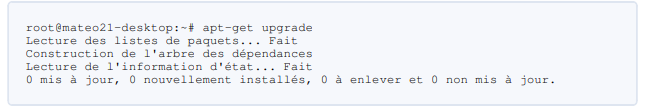 root@mateo21-desktop:~# apt-get upgrade
Lecture des listes de paquets... Fait
Construction de l'arbre des dépendances
Lecture de l'information d'état... Fait
0 mis à jour, 0 nouvellement installés, 0 à enlever et 0 non mis à jour.